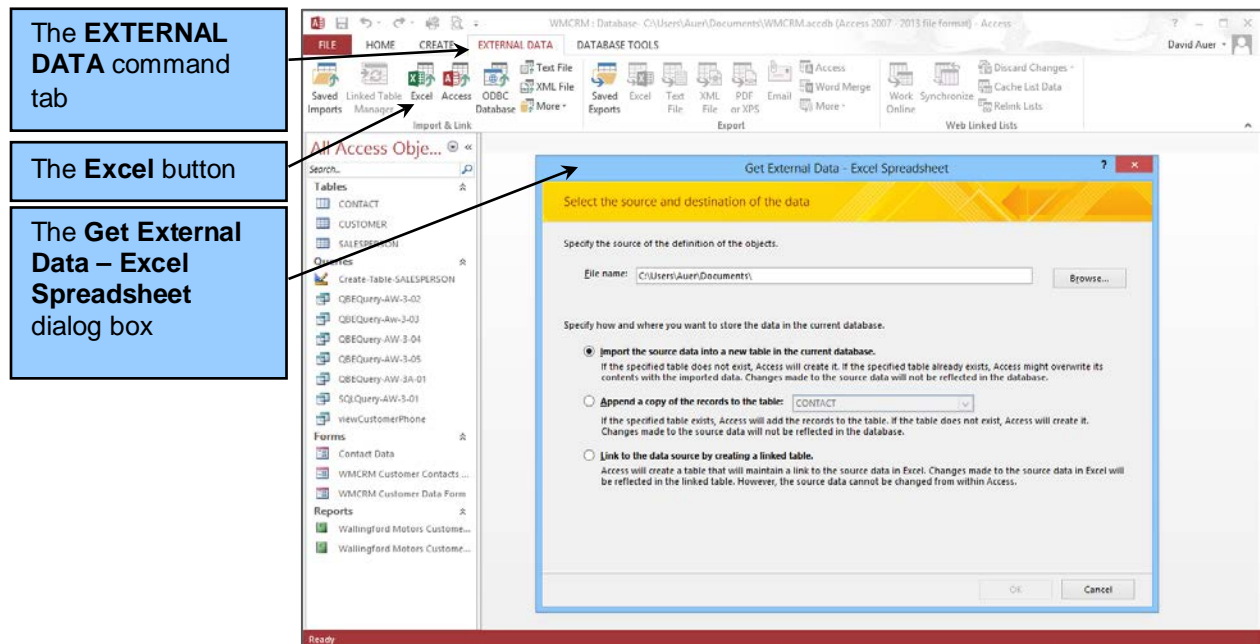 The EXTERNAL
DATA command
tab
The Excel button
The Get External
Data – Excel
Spreadsheet
dialog box
WMCRM : Database- C:\Users\Auer\Documents\WMCRM.accdb (Access 2007 - 2013 file format) - Access
FILE HOME CREATE EXTERNAL DATA DATABASE TOOLS David Auer
Saved Imports
Linked Table Manager
Excel
Access
ODBC Database
Text File
XML File
More
Import & Link
Saved Exports
Excel
Text File
XML File
PDF or XPS
Email
Access
Word Merge
More
Export
Work Online
Synchronize
Discard Changes
Cache List Data
Relink Lists
Web Linked Lists
All Access Obje...
Search..
Tables
CONTACT
CUSTOMER
SALESPERSON
Queries
Create-Table-SALESPERSON
QBEQuery-AW-3-02
QBEQuery-Aw-3-03
QBEQuery-AW-3-04
QBEQuery-AW-3-05
QBEQuery-AW-3A-01
SQLQuery-AW-3-01
viewCustomerPhone
Forms
Contact Data
WMCRM Customer Contacts ...
WMCRM Customer Data Form
Reports
Wallingford Motors Custome...
Wallingford Motors Custome...
Get External Data - Excel Spreadsheet ?
Select the source and destination of the data
Specify the source of the definition of the objects.
File name: C:\Users\Auer\Documents\ Browse...
Specify how and where you want to store the data in the current database.
Import the source data into a new table in the current database.
If the specified table does not exist, Access will create it. If the specified table already exists, Access might overwrite its
contents with the imported data. Changes made to the source data will not be reflected in the database.
Append a copy of the records to the table: CONTACT
If the specified table exists, Access will add the records to the table. If the table does not exist, Access will create it.
Changes made to the source data will not be reflected in the database.
Link to the data source by creating a linked table.
Access will create a table that will maintain a link to the source data in Excel. Changes made to the source data in Excel will
be reflected in the linked table. However, the source data cannot be changed from within Access.
OK Cancel
Ready